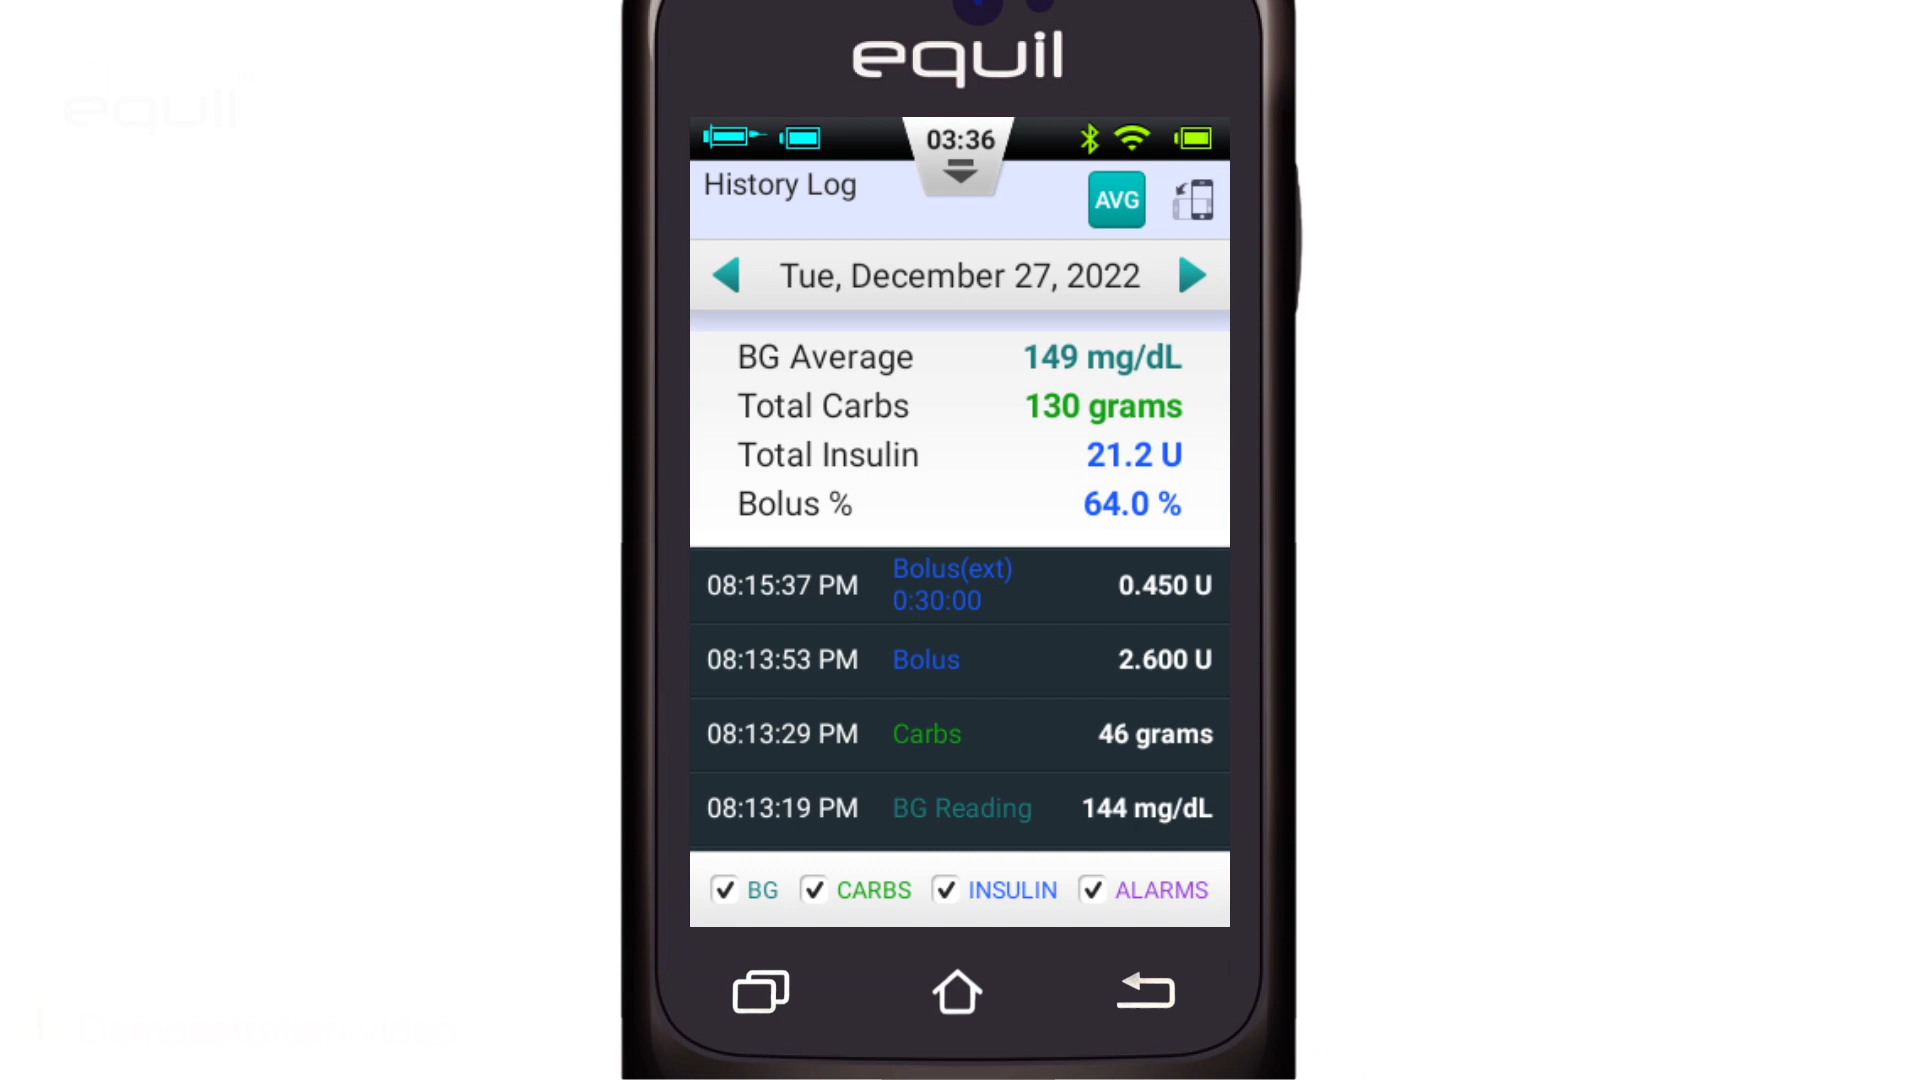 equil
equil
03:36
History Log
AVG
Tue, December 27, 2022
BG Average 149 mg/dL
Total Carbs 130 grams
Total Insulin 21.2 U
Bolus % 64.0 %
08:15:37 PM Bolus(ext) 0:30:00 0.450 U
08:13:53 PM Bolus 2.600 U
08:13:29 PM Carbs 46 grams
08:13:19 PM BG Reading 144 mg/dL
BG CARBS INSULIN ALARMS